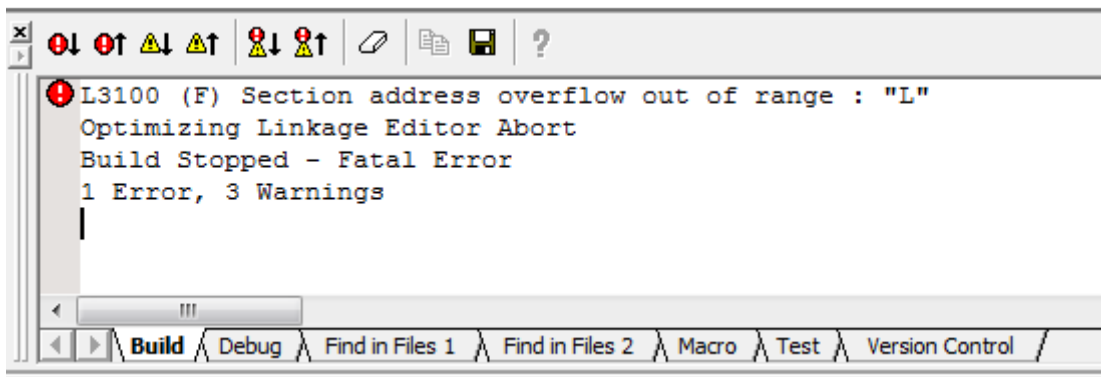 L3100 (F) Section address overflow out of range : "L"
Optimizing Linkage Editor Abort
Build Stopped - Fatal Error
1 Error, 3 Warnings
Build Debug Find in Files 1 Find in Files 2 Macro Test Version Control